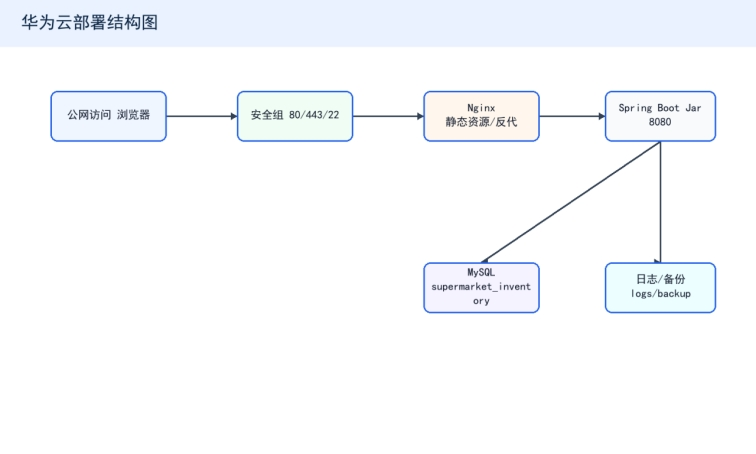 华为云部署结构图
公网访问 浏览器
安全组 80/443/22
Nginx
静态资源/反代
Spring Boot Jar
8080
MySQL
supermarket_invent
ory
日志/备份
logs/backup